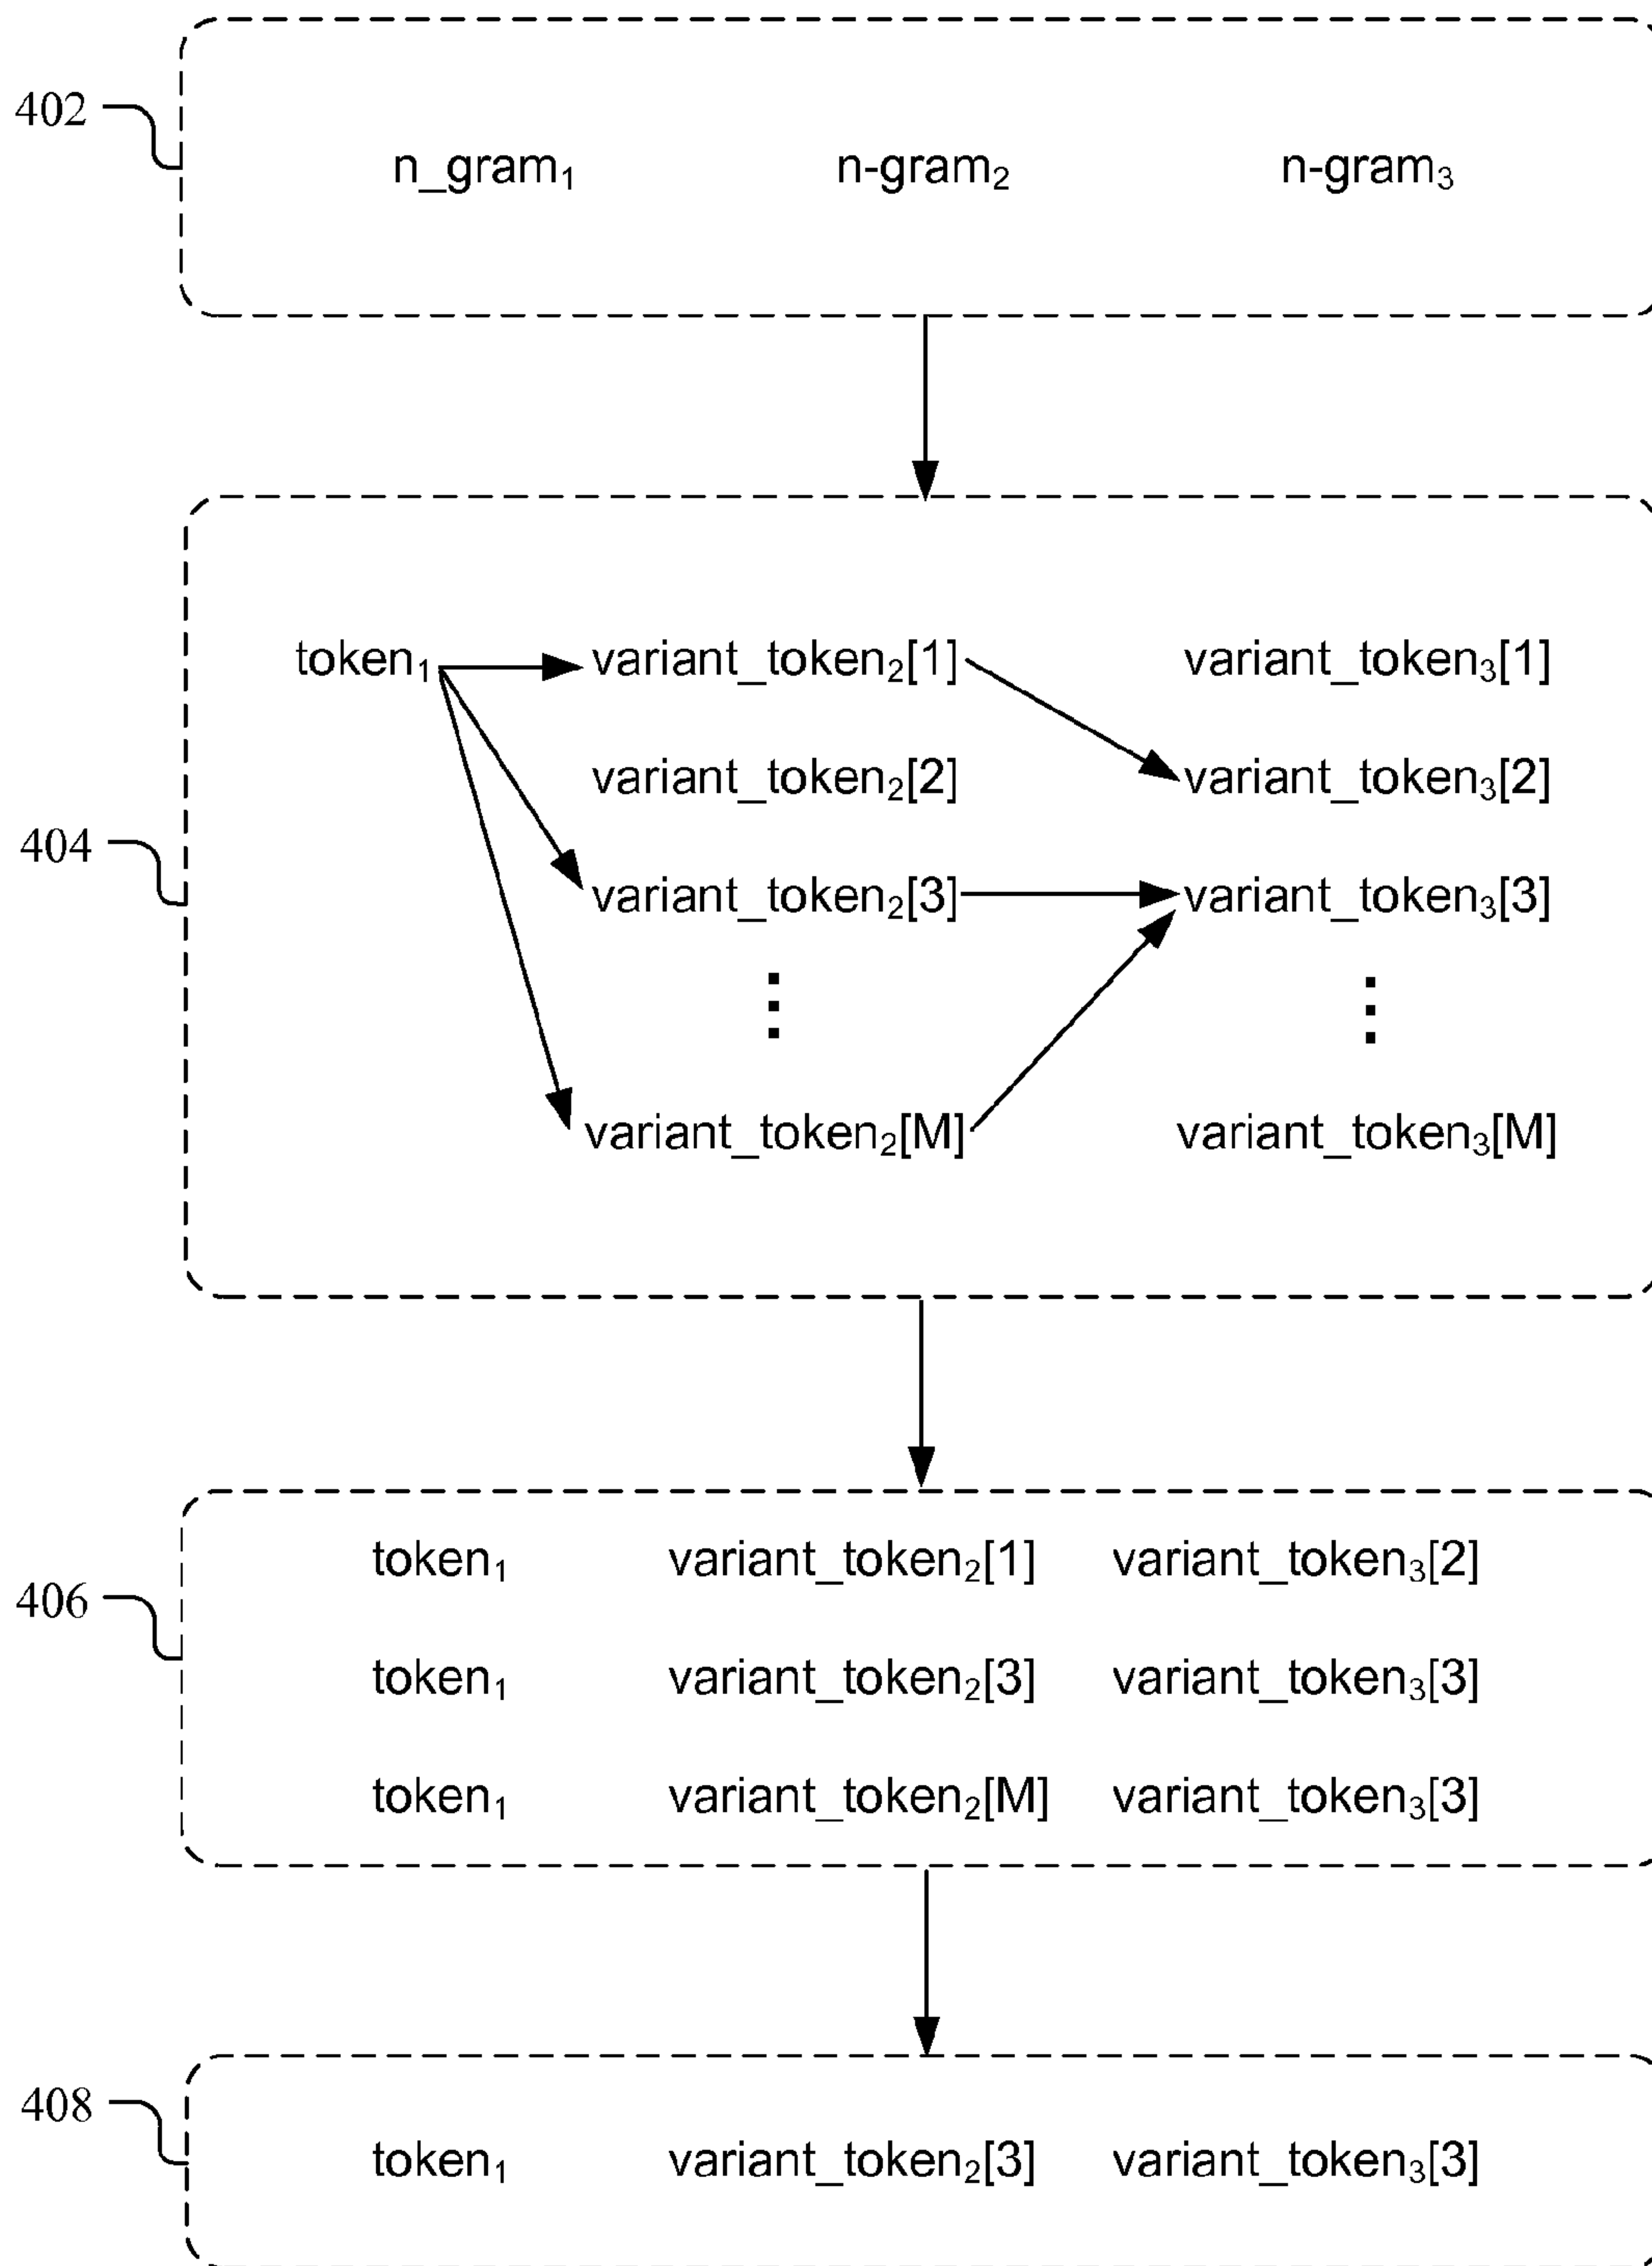 402
n_gram₁ n-gram₂ n-gram₃
token₁ variant_token₂[1] variant_token₃[1]
variant_token₂[2] variant_token₃[2]
404
variant_token₂[3] variant_token₃[3]
variant_token₂[M] variant_token₃[M]
token₁ variant_token₂[1] variant_token₃[2]
406
token₁ variant_token₂[3] variant_token₃[3]
token₁ variant_token₂[M] variant_token₃[3]
408
token₁ variant_token₂[3] variant_token₃[3]